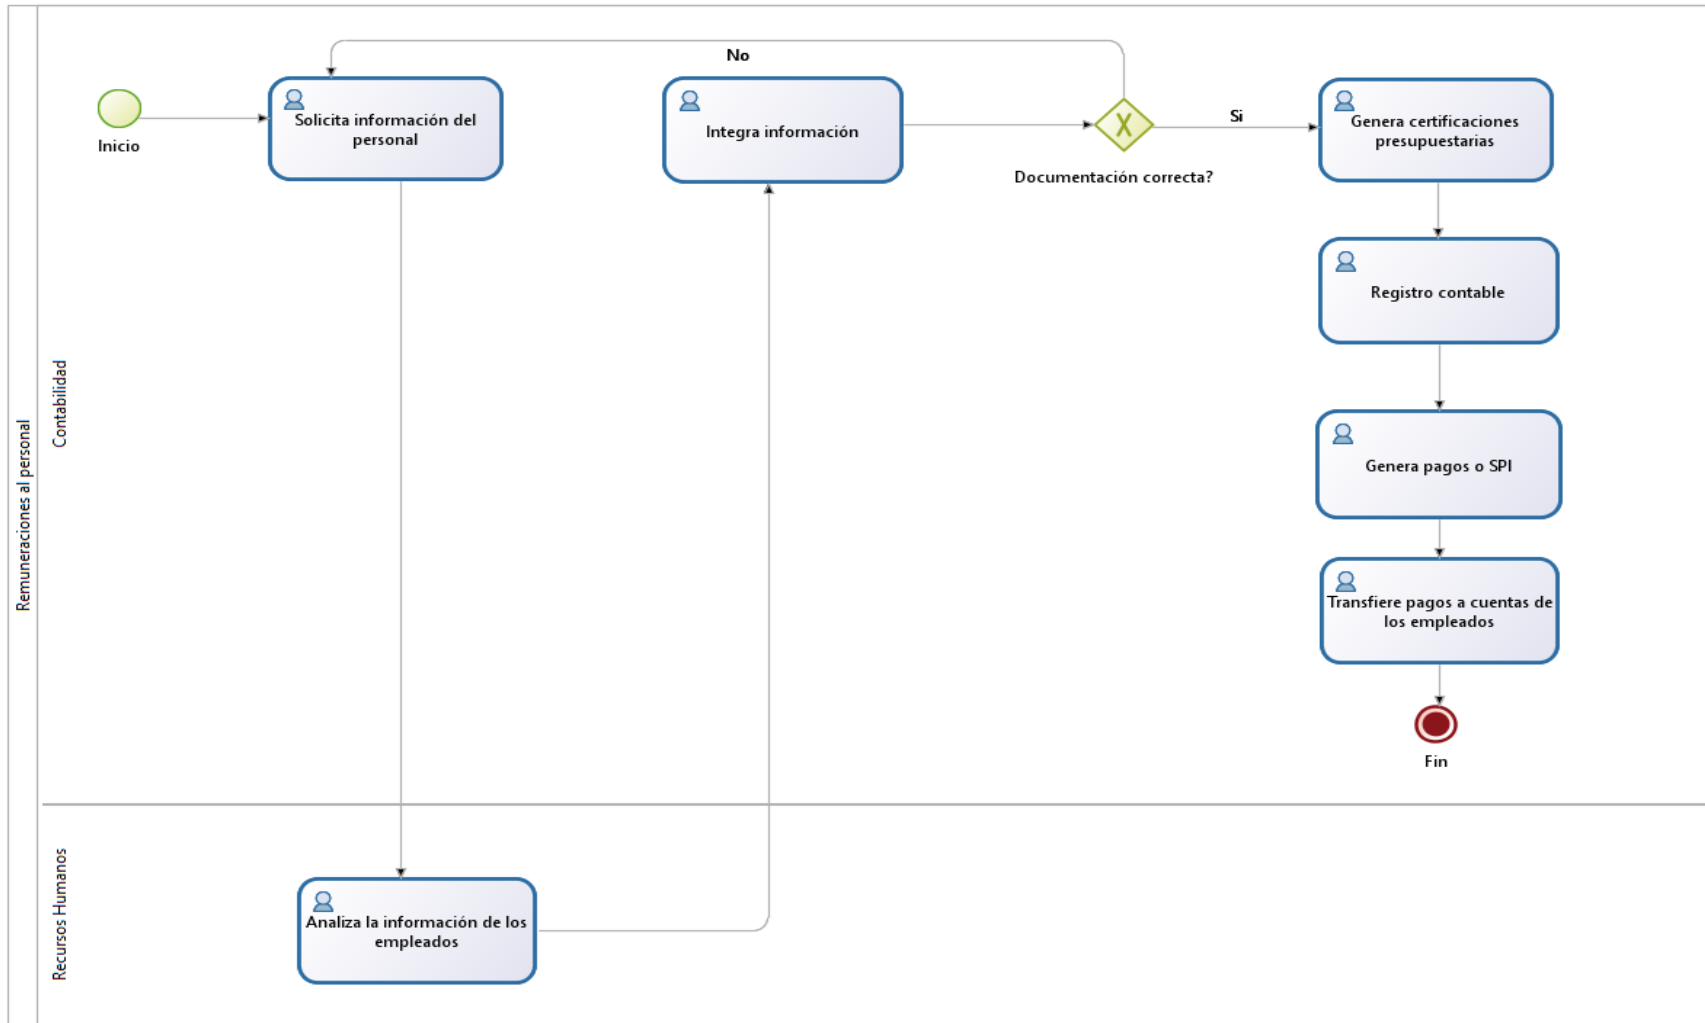 Remuneraciones al personal
Contabilidad
Inicio
Solicita información del
personal
No
Integra información
Documentación correcta?
Si
Genera certificaciones
presupuestarias
Registro contable
Genera pagos o SPI
Transfiere pagos a cuentas de
los empleados
Fin
Recursos Humanos
Analiza la información de los
empleados